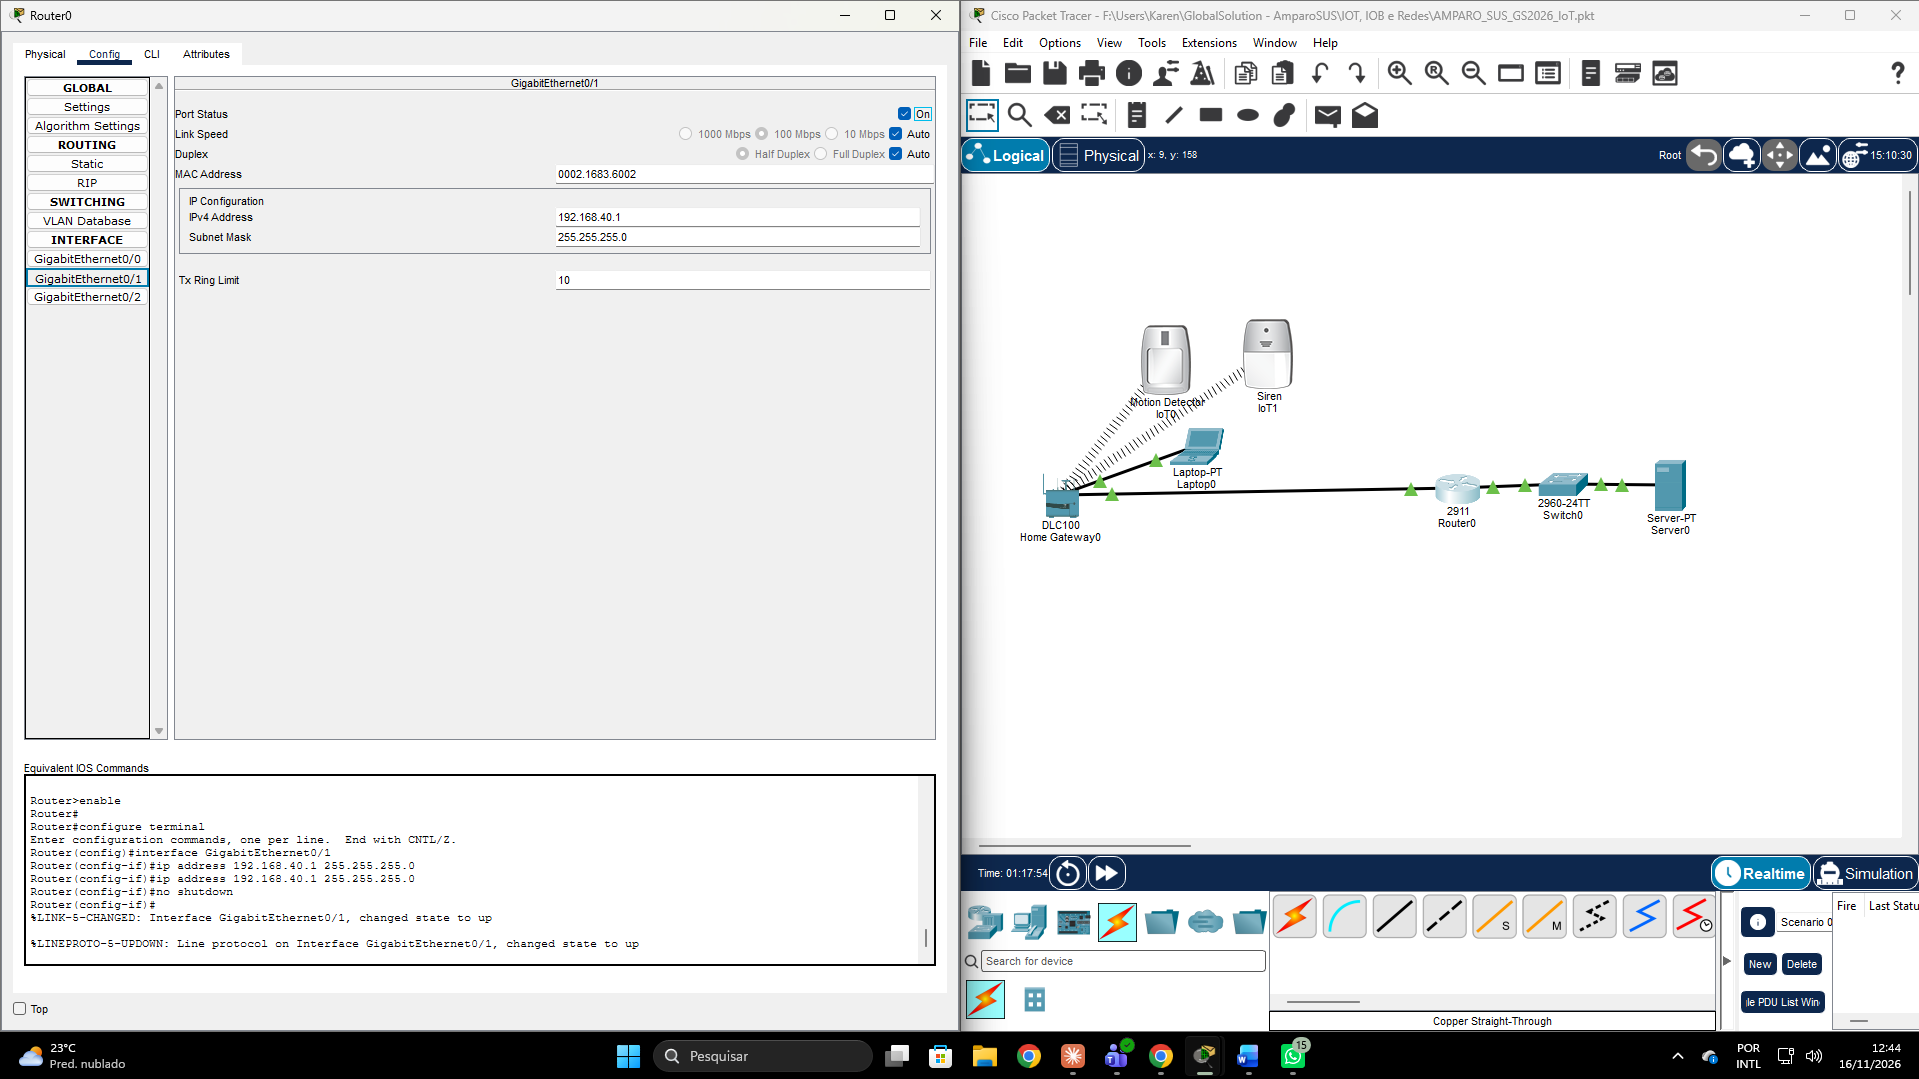 Router0
Physical
Config
CLI
Attributes
GLOBAL
Settings
Algorithm Settings
ROUTING
Static
RIP
SWITCHING
VLAN Database
INTERFACE
GigabitEthernet0/0
GigabitEthernet0/1
GigabitEthernet0/2
GigabitEthernet0/1
Port Status On
Link Speed 1000 Mbps 100 Mbps 10 Mbps Auto
Duplex Half Duplex Full Duplex Auto
MAC Address 0002.1683.6002
IP Configuration
IPv4 Address 192.168.40.1
Subnet Mask 255.255.255.0
Tx Ring Limit 10
Equivalent IOS Commands
Router>enable
Router#
Router#configure terminal
Enter configuration commands, one per line.  End with CNTL/Z.
Router(config)#interface GigabitEthernet0/1
Router(config-if)#ip address 192.168.40.1 255.255.255.0
Router(config-if)#ip address 192.168.40.1 255.255.255.0
Router(config-if)#no shutdown
Router(config-if)#
%LINK-5-CHANGED: Interface GigabitEthernet0/1, changed state to up
%LINEPROTO-5-UPDOWN: Line protocol on Interface GigabitEthernet0/1, changed state to up
Top
Cisco Packet Tracer - F:\Users\Karen\GlobalSolution - AmparoSUS\IOT, IOB e Redes\AMPARO_SUS_GS2026_IoT.pkt
File Edit Options View Tools Extensions Window Help
Logical Physical x: 9, y: 158 Root 15:10:30
Motion Detector
IoT0
Siren
IoT1
Laptop-PT
Laptop0
DLC100
Home Gateway0
2911
Router0
2960-24TT
Switch0
Server-PT
Server0
Time: 01:17:54
Realtime
Simulation
S
M
Search for device
Copper Straight-Through
Scenario 0
New
Delete
le PDU List Win
Fire Last Statu
23°C
Pred. nublado
Pesquisar
15
POR
INTL
12:44
16/11/2026